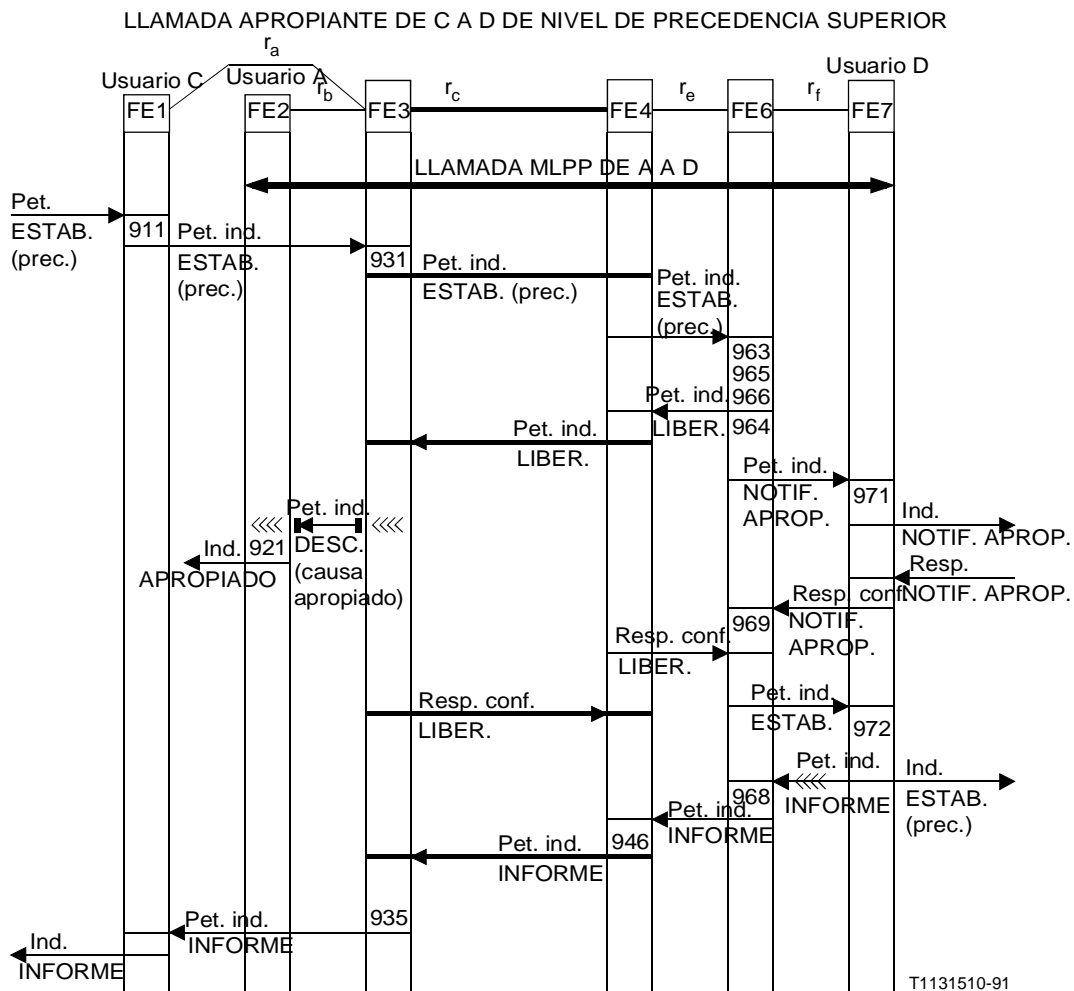 LLAMADA APROPIANTE DE C A D DE NIVEL DE PRECEDENCIA SUPERIOR
ra
Usuario C
Usuario A
Usuario D
rb
rc
re
rf
FE1
FE2
FE3
FE4
FE6
FE7
LLAMADA MLPP DE A A D
Pet.
ESTAB.
(prec.)
911
Pet. ind.
ESTAB.
(prec.)
931
Pet. ind.
ESTAB. (prec.)
Pet. ind.
ESTAB.
(prec.)
963
965
966
964
Pet. ind.
LIBER.
Pet. ind.
LIBER.
Pet. ind.
NOTIF.
APROP.
971
Ind.
NOTIF. APROP.
Pet. ind.
DESC.
(causa
apropiado)
921
Ind.
APROPIADO
Resp.
NOTIF. APROP.
Resp. conf.
NOTIF.
APROP.
969
Resp. conf.
LIBER.
Resp. conf.
LIBER.
Pet. ind.
ESTAB.
972
Pet. ind.
INFORME
Ind.
ESTAB.
(prec.)
968
Pet. ind.
INFORME
946
Pet. ind.
INFORME
935
Pet. ind.
INFORME
Ind.
INFORME
T1131510-91